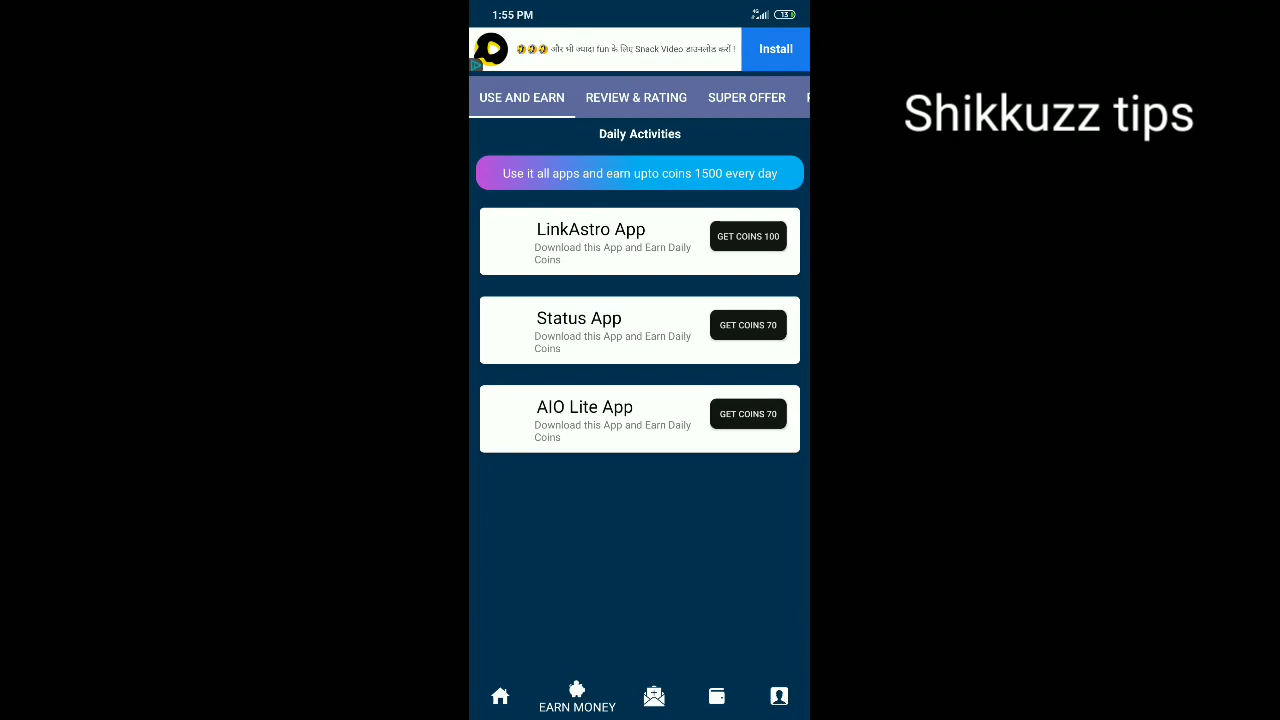 1:55 PM
4G
13
🤣🤣🤣 और भी ज्यादा fun के लिए Snack Video डाउनलोड करों !
Install
USE AND EARN
REVIEW & RATING
SUPER OFFER
Shikkuzz tips
Daily Activities
Use it all apps and earn upto coins 1500 every day
LinkAstro App
GET COINS 100
Download this App and Earn Daily
Coins
Status App
GET COINS 70
Download this App and Earn Daily
Coins
AIO Lite App
GET COINS 70
Download this App and Earn Daily
Coins
EARN MONEY